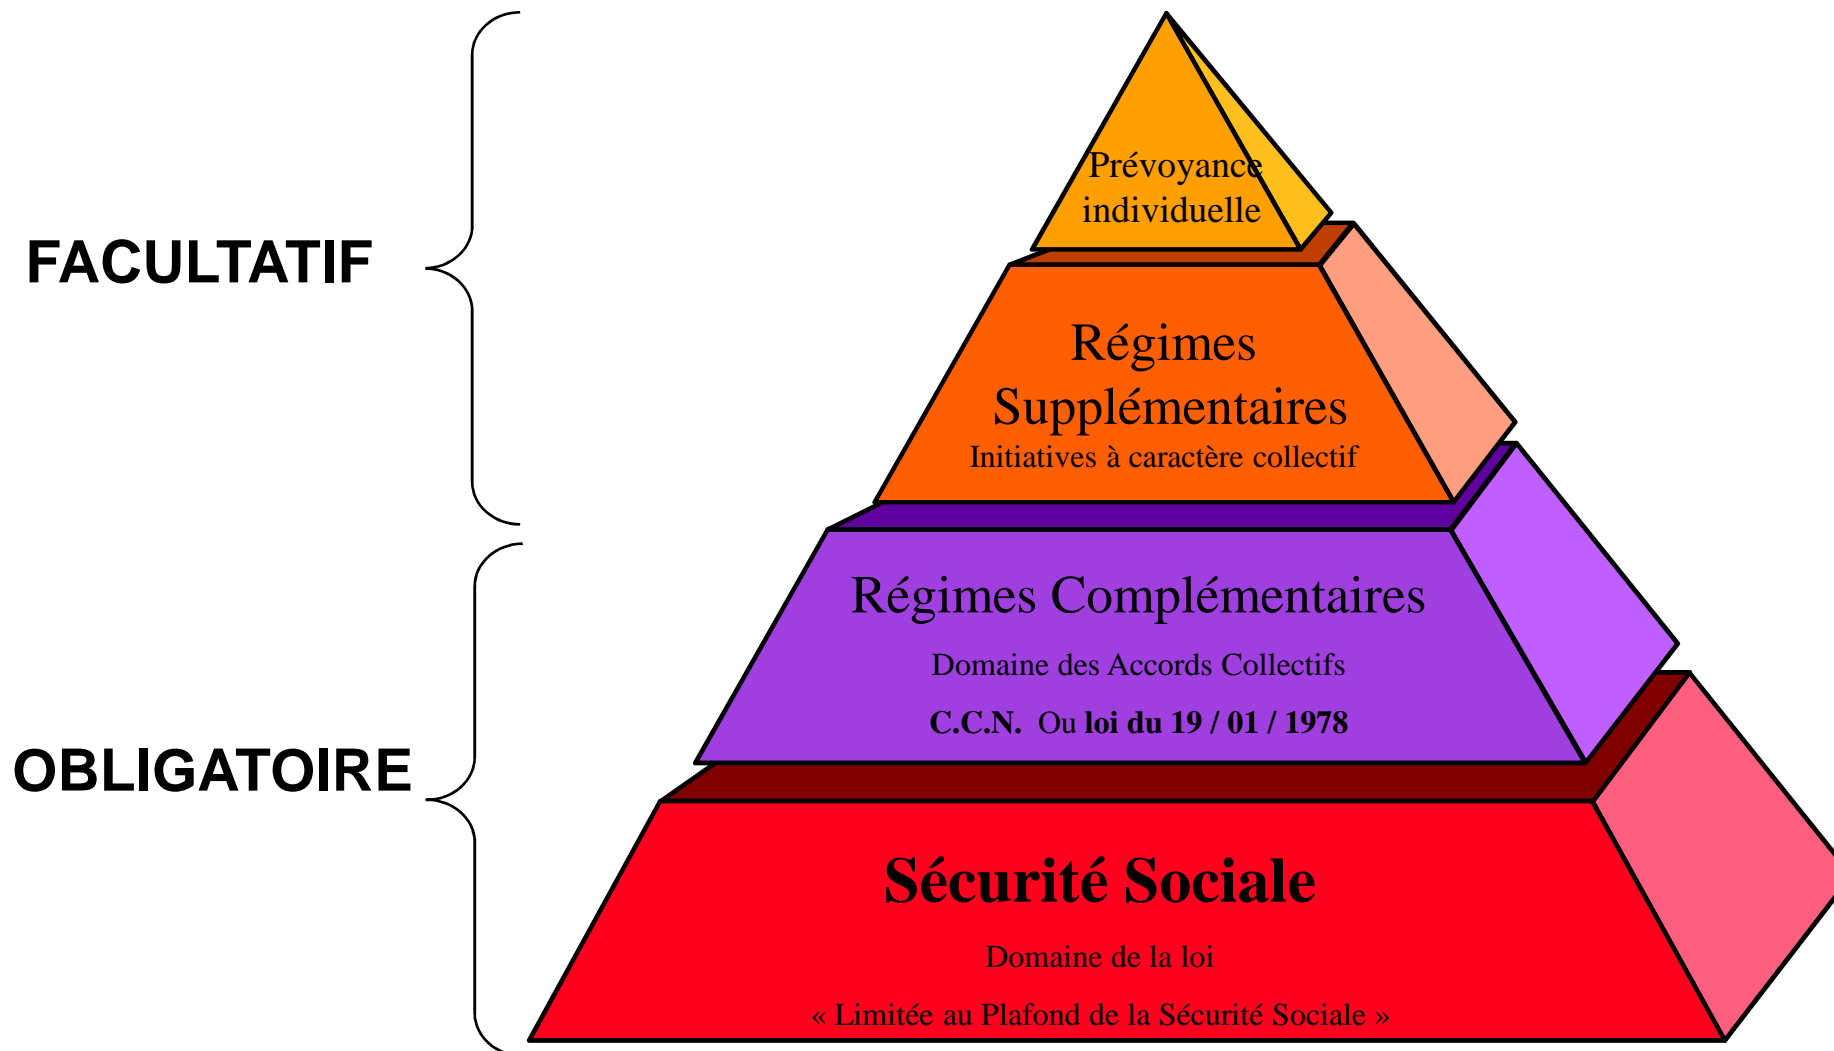 FACULTATIF
Prévoyance
individuelle
Régimes
Supplémentaires
Initiatives à caractère collectif
OBLIGATOIRE
Régimes Complémentaires
Domaine des Accords Collectifs
C.C.N. Ou loi du 19 / 01 / 1978
Sécurité Sociale
Domaine de la loi
« Limitée au Plafond de la Sécurité Sociale »